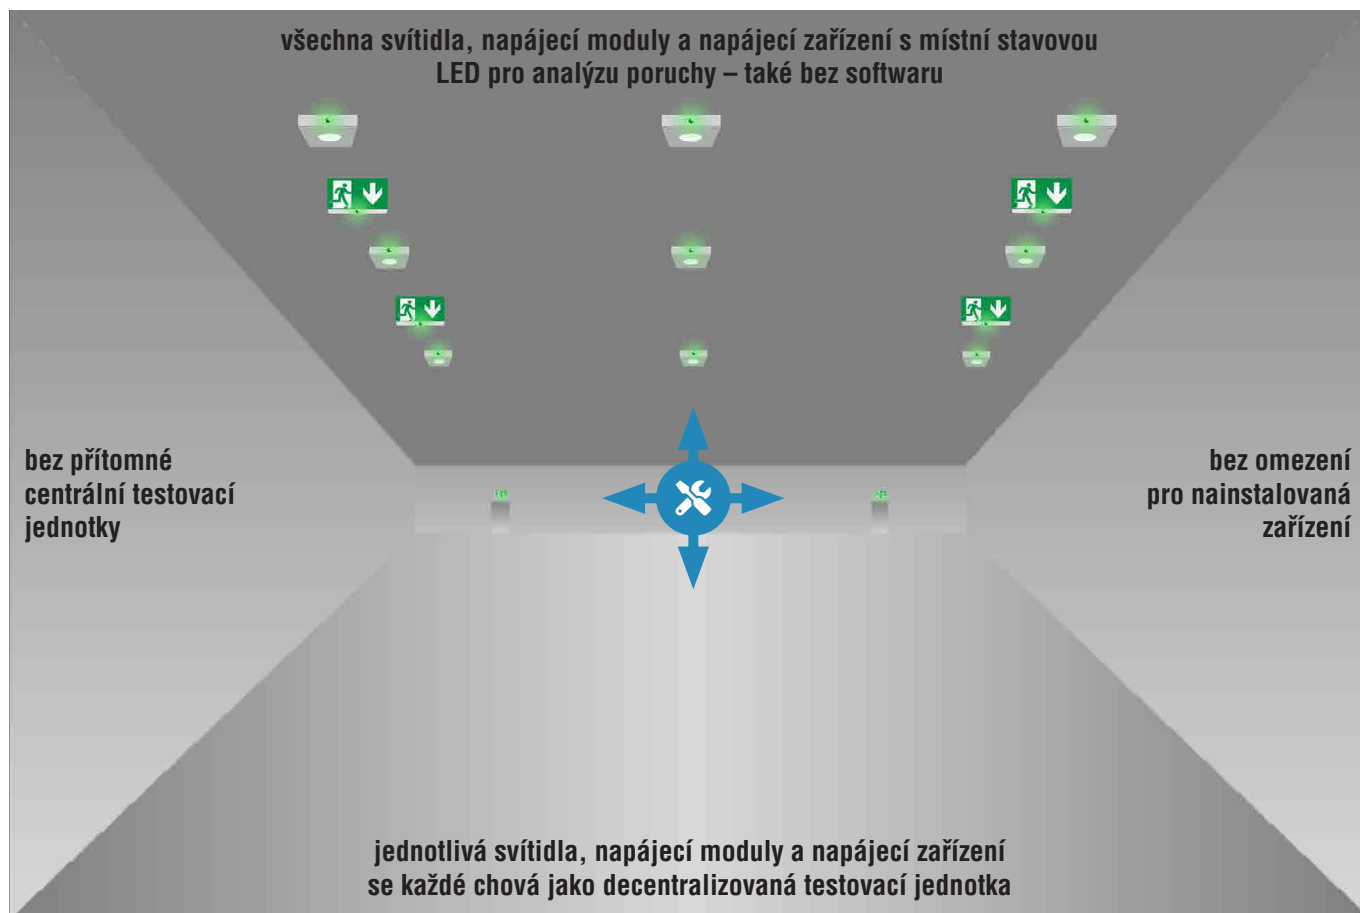 všechna svítidla, napájecí moduly a napájecí zařízení s místní stavovou
LED pro analýzu poruchy – také bez softwaru
bez přítomné
centrální testovací
jednotky
bez omezení
pro nainstalovaná
zařízení
jednotlivá svítidla, napájecí moduly a napájecí zařízení
se každé chová jako decentralizovaná testovací jednotka